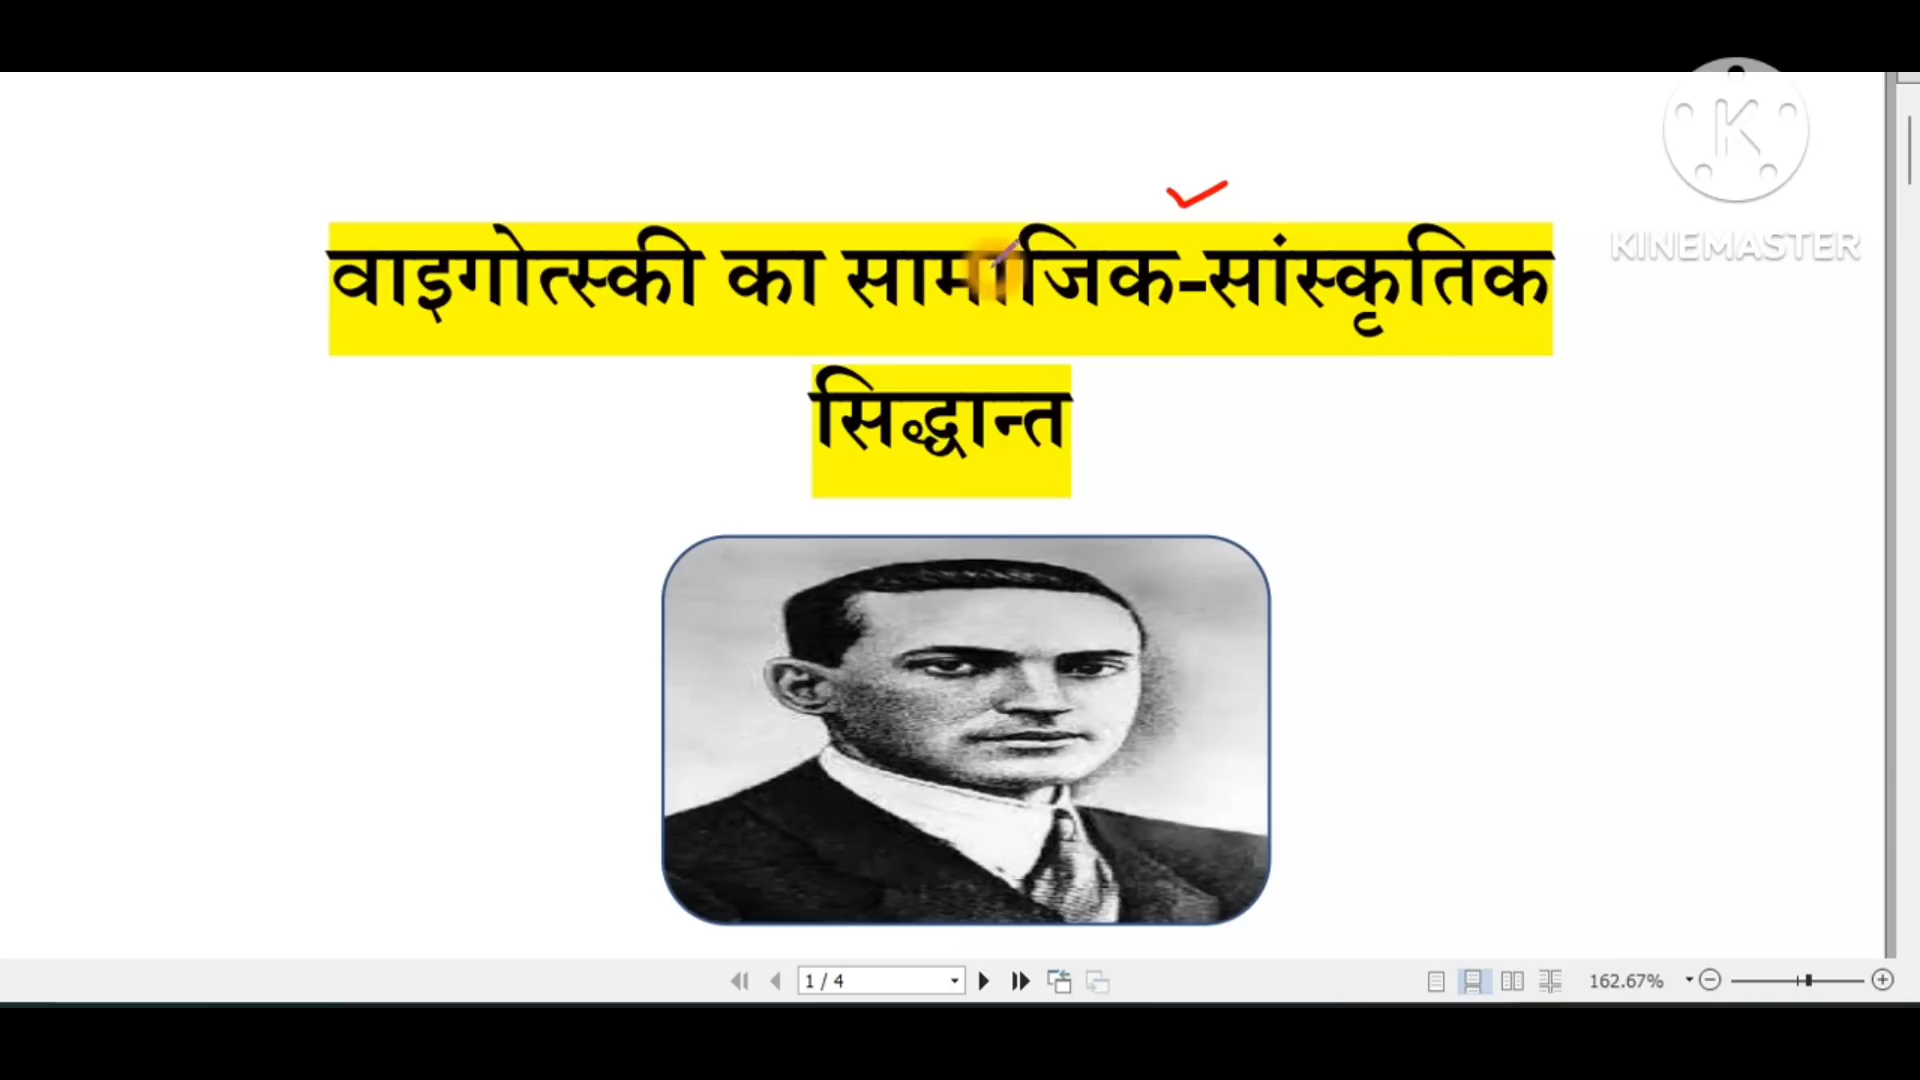 K
KINEMASTER
वाइगोत्स्की का सामाजिक-सांस्कृतिक
सिद्धान्त
1 / 4
162.67%